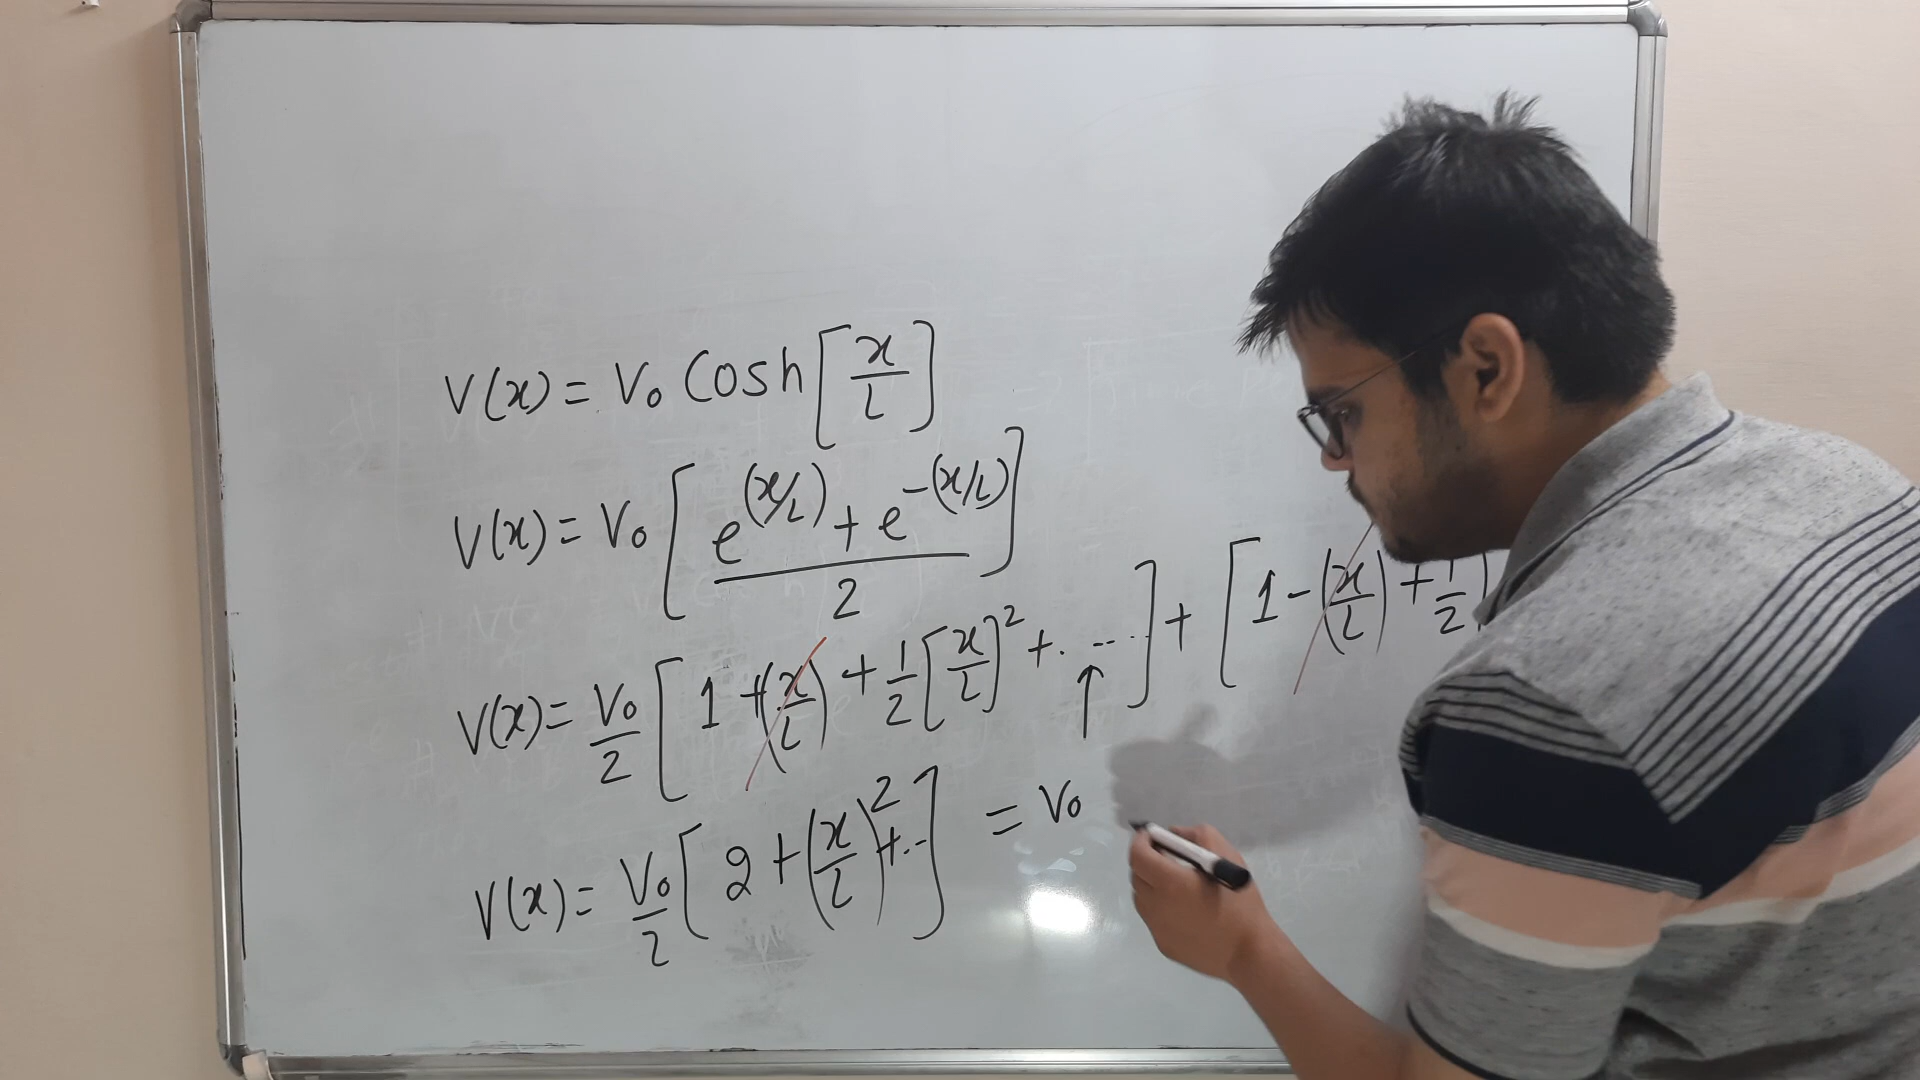 V(x) = V₀ Cosh [x/L]
V(x) = V₀ [(e^(x/L) + e^-(x/L))/2]
V(x) = V₀/2 [1 + (x/L) + 1/2 [x/L]² + . --- ..] + [1 - (x/L) + 1/2
↑
V(x) = V₀/2 [2 + (x/L)² + ..] = V₀